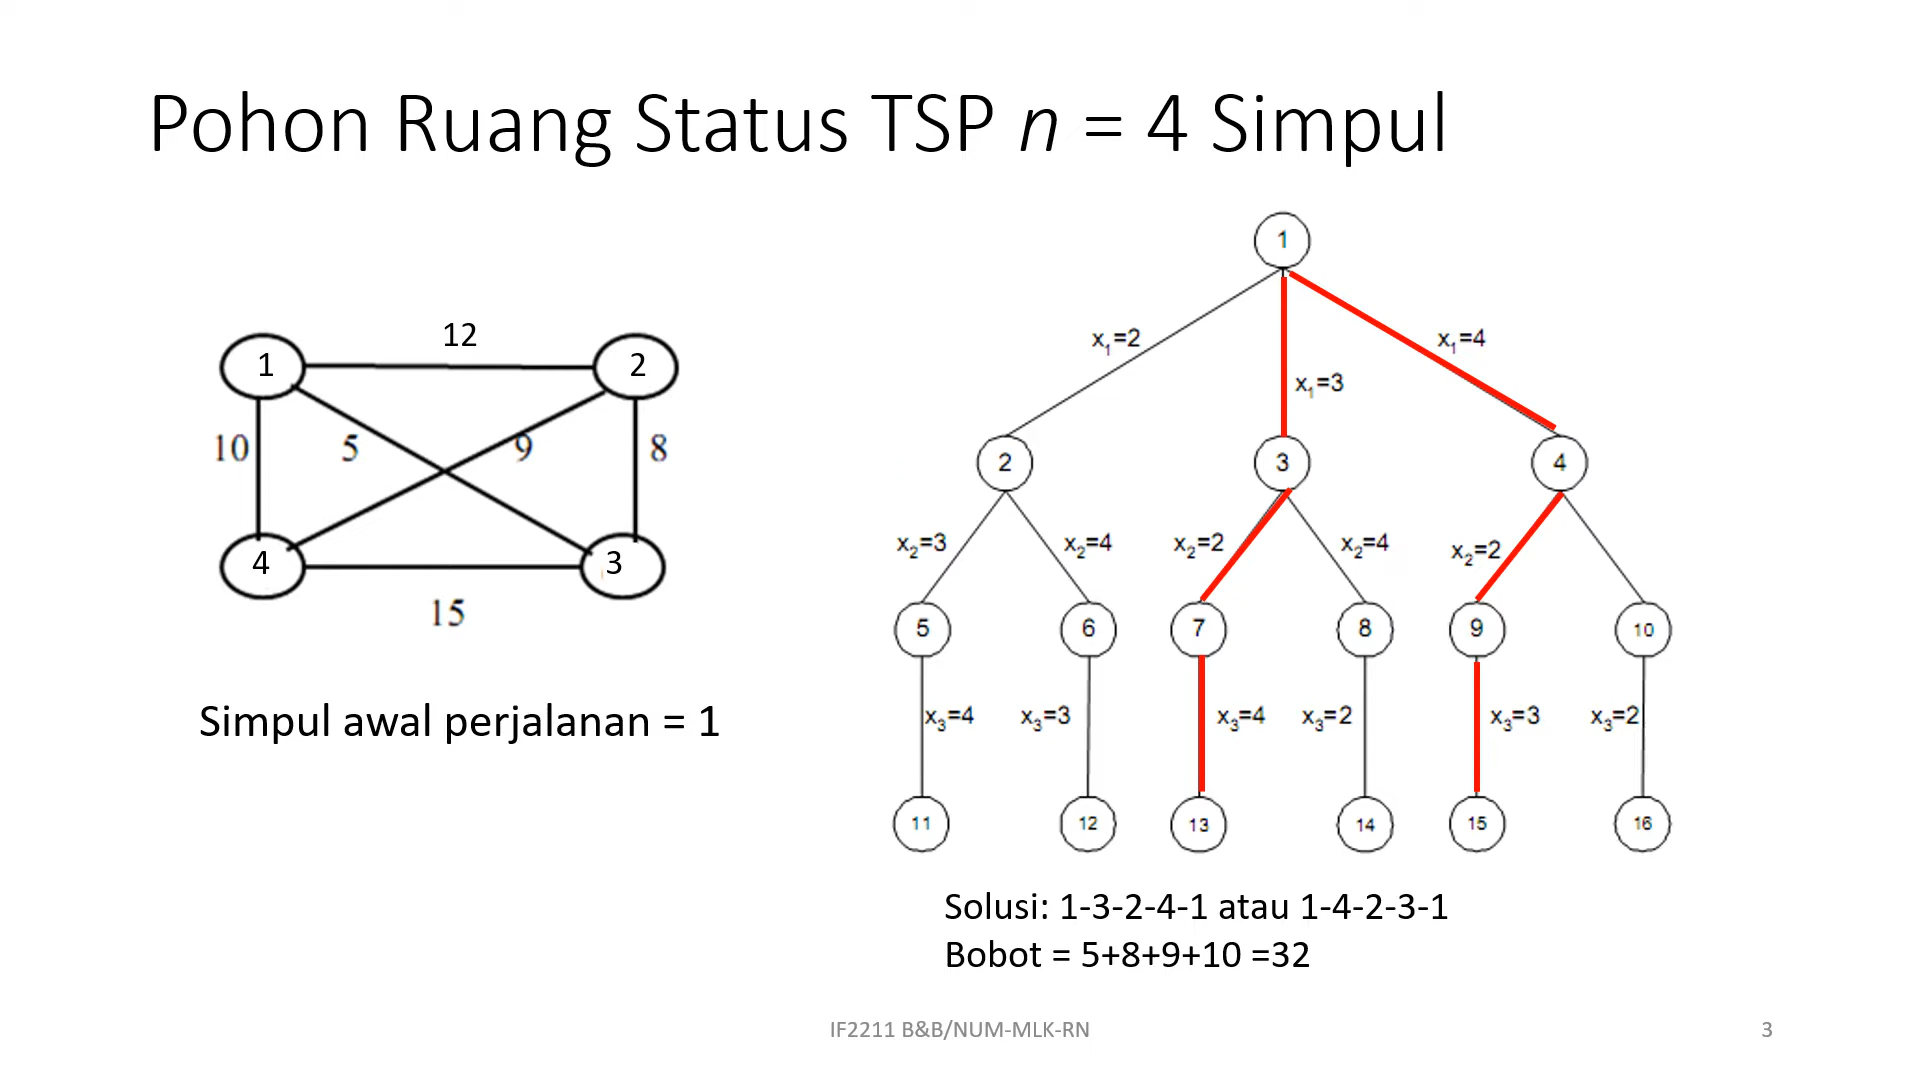 Pohon Ruang Status TSP n = 4 Simpul
12
1
2
10
5
9
8
4
3
15
Simpul awal perjalanan = 1
1
x₁=2
x₁=3
x₁=4
2
3
4
x₂=3
x₂=4
x₂=2
x₂=4
x₂=2
5
6
7
8
9
10
x₃=4
x₃=3
x₃=4
x₃=2
x₃=3
x₃=2
11
12
13
14
15
16
Solusi: 1-3-2-4-1 atau 1-4-2-3-1
Bobot = 5+8+9+10 =32
IF2211 B&B/NUM-MLK-RN
3